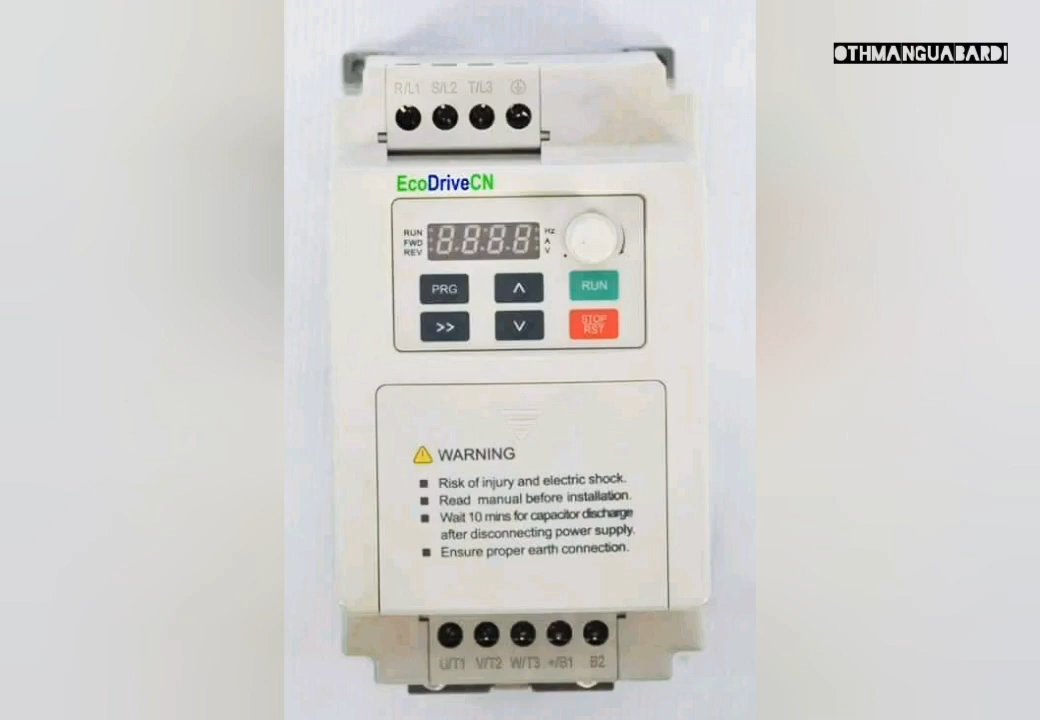 OTHMANGUABARDI
R/L1 S/L2 T/L3
EcoDriveCN
RUN
FWD
REV
8.8.8.8.
Hz
A
V
PRG
∧
RUN
>>
∨
STOP
RST
WARNING
Risk of injury and electric shock.
Read manual before installation.
Wait 10 mins for capacitor discharge
after disconnecting power supply.
Ensure proper earth connection.
U/T1 V/T2 W/T3 +/B1 B2